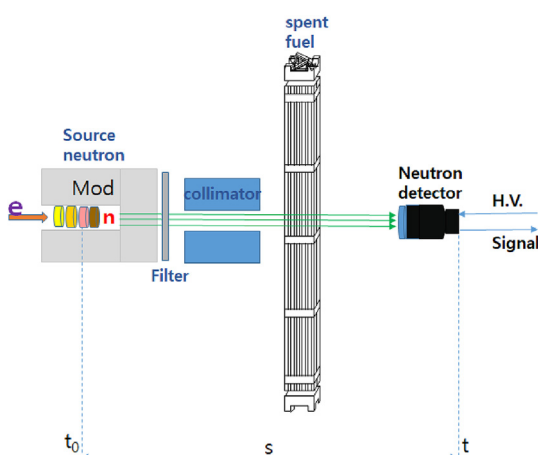 spent
fuel
Source
neutron
Mod
e
n
collimator
Neutron
detector
H.V.
Signal
Filter
t0
s
t